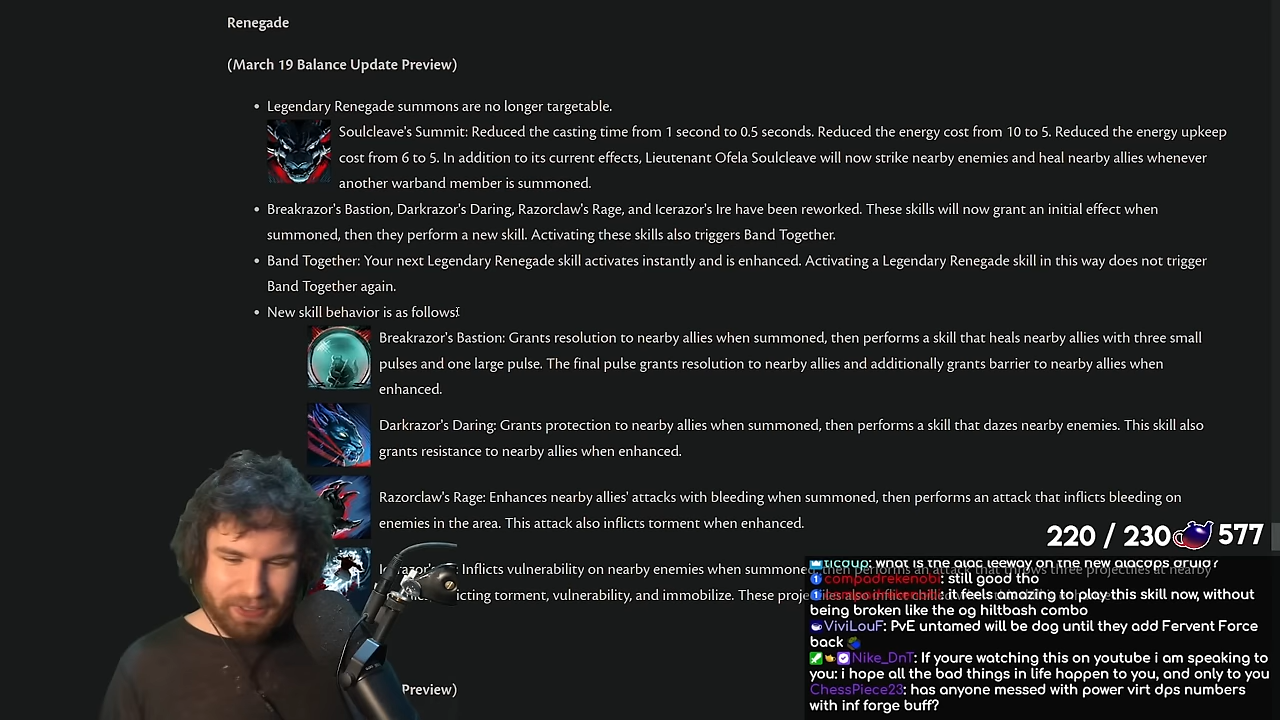 Renegade
(March 19 Balance Update Preview)
• Legendary Renegade summons are no longer targetable.
Soulcleave's Summit: Reduced the casting time from 1 second to 0.5 seconds. Reduced the energy cost from 10 to 5. Reduced the energy upkeep
cost from 6 to 5. In addition to its current effects, Lieutenant Ofela Soulcleave will now strike nearby enemies and heal nearby allies whenever
another warband member is summoned.
• Breakrazor's Bastion, Darkrazor's Daring, Razorclaw's Rage, and Icerazor's Ire have been reworked. These skills will now grant an initial effect when
summoned, then they perform a new skill. Activating these skills also triggers Band Together.
• Band Together: Your next Legendary Renegade skill activates instantly and is enhanced. Activating a Legendary Renegade skill in this way does not trigger
Band Together again.
• New skill behavior is as follows:
Breakrazor's Bastion: Grants resolution to nearby allies when summoned, then performs a skill that heals nearby allies with three small
pulses and one large pulse. The final pulse grants resolution to nearby allies and additionally grants barrier to nearby allies when
enhanced.
Darkrazor's Daring: Grants protection to nearby allies when summoned, then performs a skill that dazes nearby enemies. This skill also
grants resistance to nearby allies when enhanced.
Razorclaw's Rage: Enhances nearby allies' attacks with bleeding when summoned, then performs an attack that inflicts bleeding on
enemies in the area. This attack also inflicts torment when enhanced.
Inflicts vulnerability on nearby enemies when summoned, then performs an attack that throws three projectiles at nearby
torment, vulnerability, and immobilize. These projectiles also inflict chill
Preview)
220 / 230 577
ticoup: what is the alac leeway on the new alacops druid?
compadrekenobi: still good tho
it feels amazing to play this skill now, without
being broken like the og hiltbash combo
ViviLouF: PvE untamed will be dog until they add Fervent Force
back
Nike_DnT: If youre watching this on youtube i am speaking to
you: i hope all the bad things in life happen to you, and only to you
ChessPiece23: has anyone messed with power virt dps numbers
with inf forge buff?